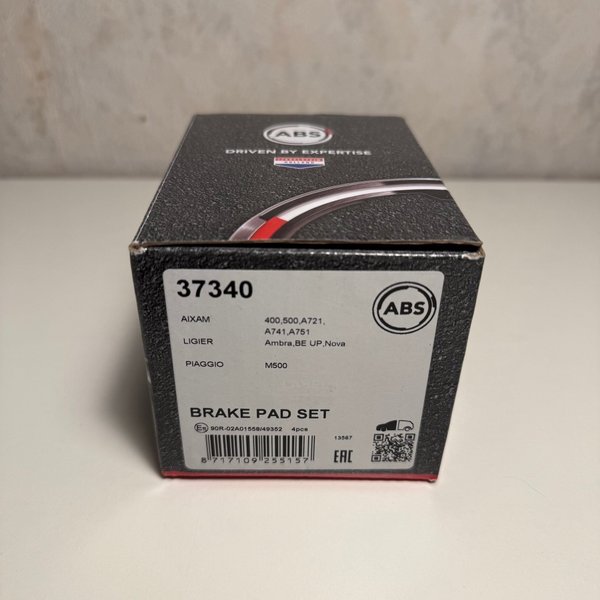 ABS
DRIVEN BY EXPERTISE
37340
ABS
AIXAM 400,500,A721,
A741,A751
LIGIER Ambra,BE UP,Nova
PIAGGIO M500
BRAKE PAD SET
90R-02A01558/49352 4pcs
13587
8 717109 255157
EAC